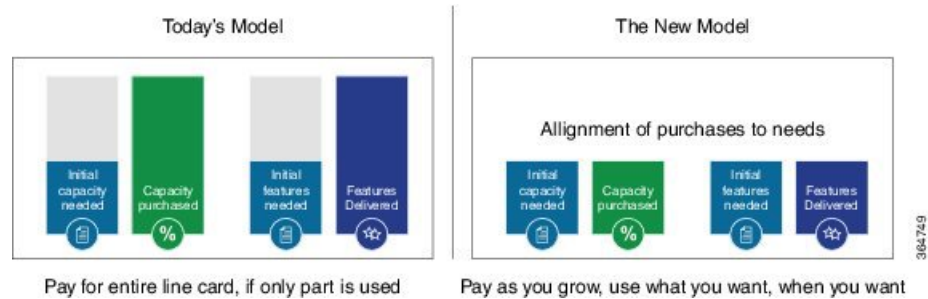 Today's Model
The New Model
Initial
capacity
needed
Capacity
purchased
%
Initial
features
needed
Features
Delivered
Pay for entire line card, if only part is used
Allignment of purchases to needs
Initial
capacity
needed
Capacity
purchased
%
Initial
features
needed
Features
Delivered
Pay as you grow, use what you want, when you want
364749